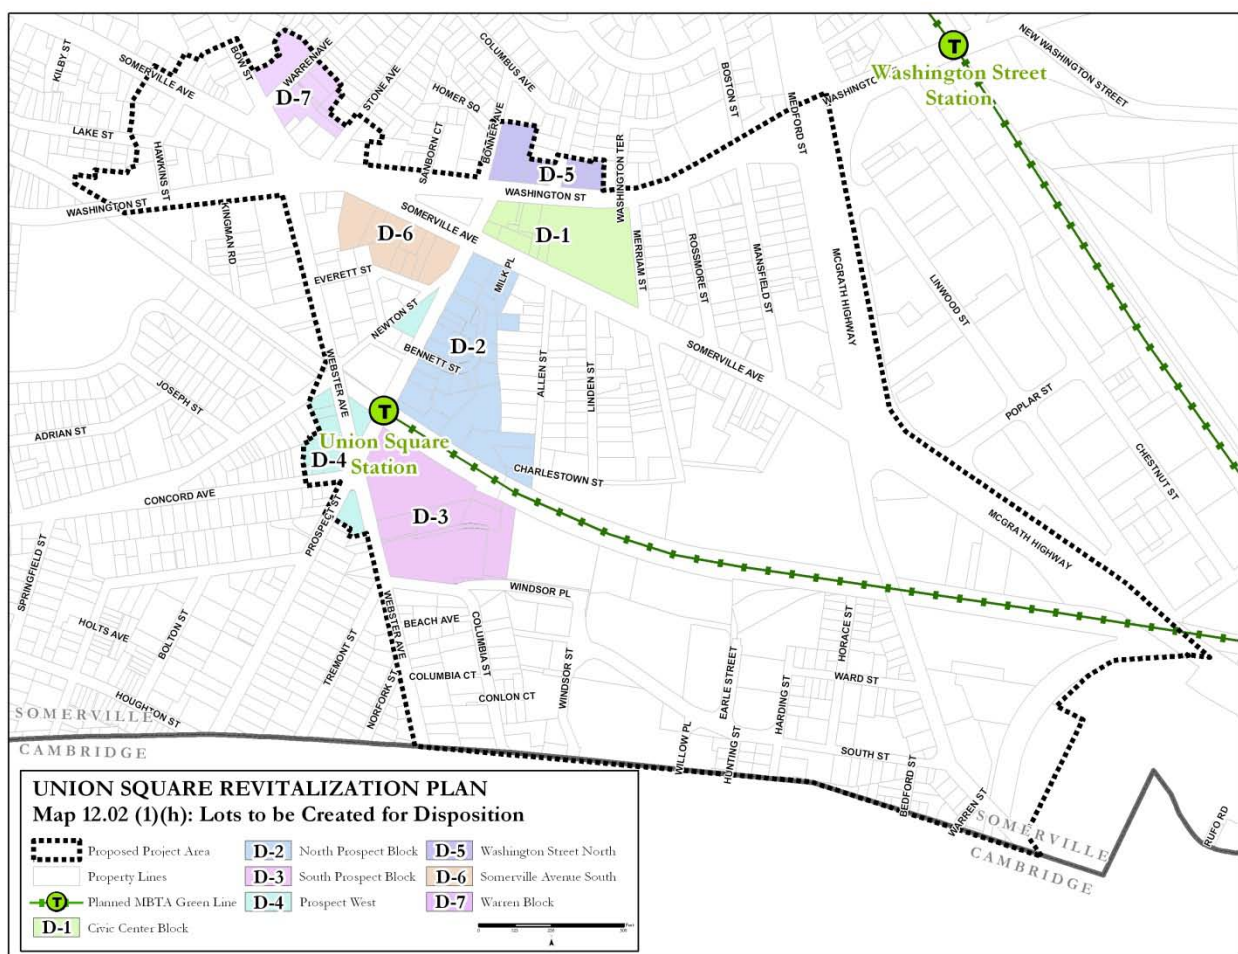 KILBY ST
SOMERVILLE AVE
BOW ST
WARREN AVE
D-7
STONE AVE
COLUMBUS AVE
HOMER SQ
SANBORN CT
BONNER AVE
BOSTON ST
MEDFORD ST
WASHINGTO
T
Washington Street
Station
NEW WASHINGTON STREET
LAKE ST
HAWKINS ST
WASHINGTON ST
KINGMAN RD
D-5
WASHINGTON ST
WASHINGTON TER
SOMERVILLE AVE
D-6
D-1
MERRIAM ST
ROSSMORE ST
MANSFIELD ST
MCGRATH HIGHWAY
LINWOOD ST
EVERETT ST
MILK PL
NEWTON ST
BENNETT ST
D-2
ALLEN ST
LINDEN ST
SOMERVILLE AVE
WEBSTER AVE
JOSEPH ST
ADRIAN ST
POPLAR ST
CHESTNUT ST
T
Union Square
Station
D-4
CHARLESTOWN ST
CONCORD AVE
PROSPECT ST
D-3
MCGRATH HIGHWAY
SPRINGFIELD ST
WINDSOR PL
WEBSTER AVE
BEACH AVE
COLUMBIA ST
HOLTS AVE
BOLTON ST
TREMONT ST
HORACE ST
COLUMBIA CT
WARD ST
EARLE STREET
WINDSOR ST
CONLON CT
HARDING ST
NORFORK ST
HOUGHTON ST
SOMERVILLE
CAMBRIDGE
WILLOW PL
HUNTING ST
SOUTH ST
BEDFORD ST
WARREN ST
SOMERVILLE
CAMBRIDGE
RUFO RD
UNION SQUARE REVITALIZATION PLAN
Map 12.02 (1)(h): Lots to be Created for Disposition
Proposed Project Area
D-2 North Prospect Block
D-5 Washington Street North
Property Lines
D-3 South Prospect Block
D-6 Somerville Avenue South
T Planned MBTA Green Line
D-4 Prospect West
D-7 Warren Block
D-1 Civic Center Block